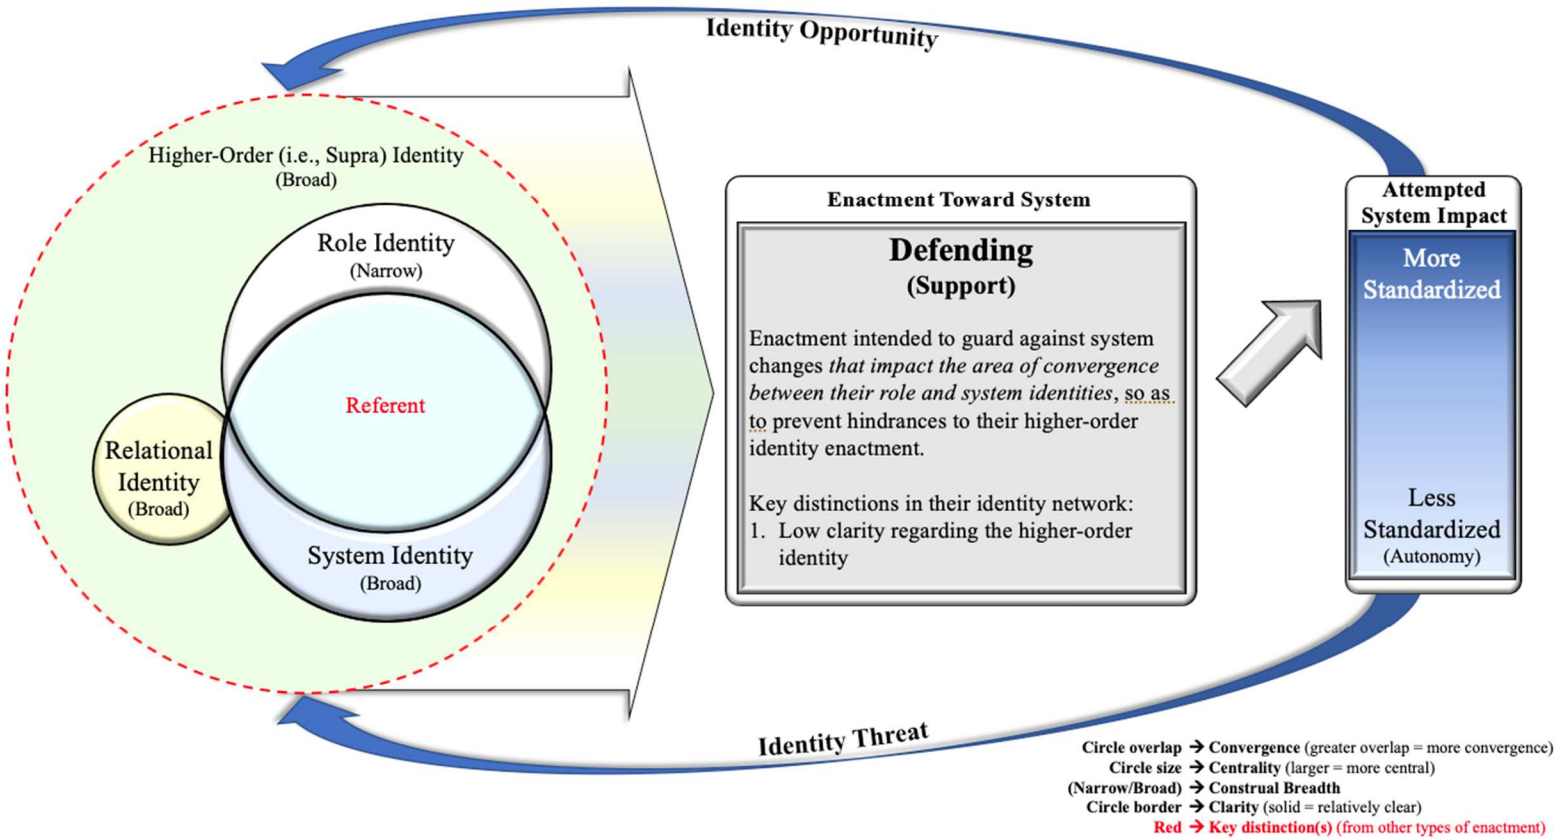 Identity Opportunity
Higher-Order (i.e., Supra) Identity
(Broad)
Role Identity
(Narrow)
Referent
Relational
Identity
(Broad)
System Identity
(Broad)
Enactment Toward System
Defending
(Support)
Enactment intended to guard against system
changes that impact the area of convergence
between their role and system identities, so as
to prevent hindrances to their higher-order
identity enactment.
Key distinctions in their identity network:
1. Low clarity regarding the higher-order
identity
Attempted
System Impact
More
Standardized
Less
Standardized
(Autonomy)
Identity Threat
Circle overlap → Convergence (greater overlap = more convergence)
Circle size → Centrality (larger = more central)
(Narrow/Broad) → Construal Breadth
Circle border → Clarity (solid = relatively clear)
Red → Key distinction(s) (from other types of enactment)